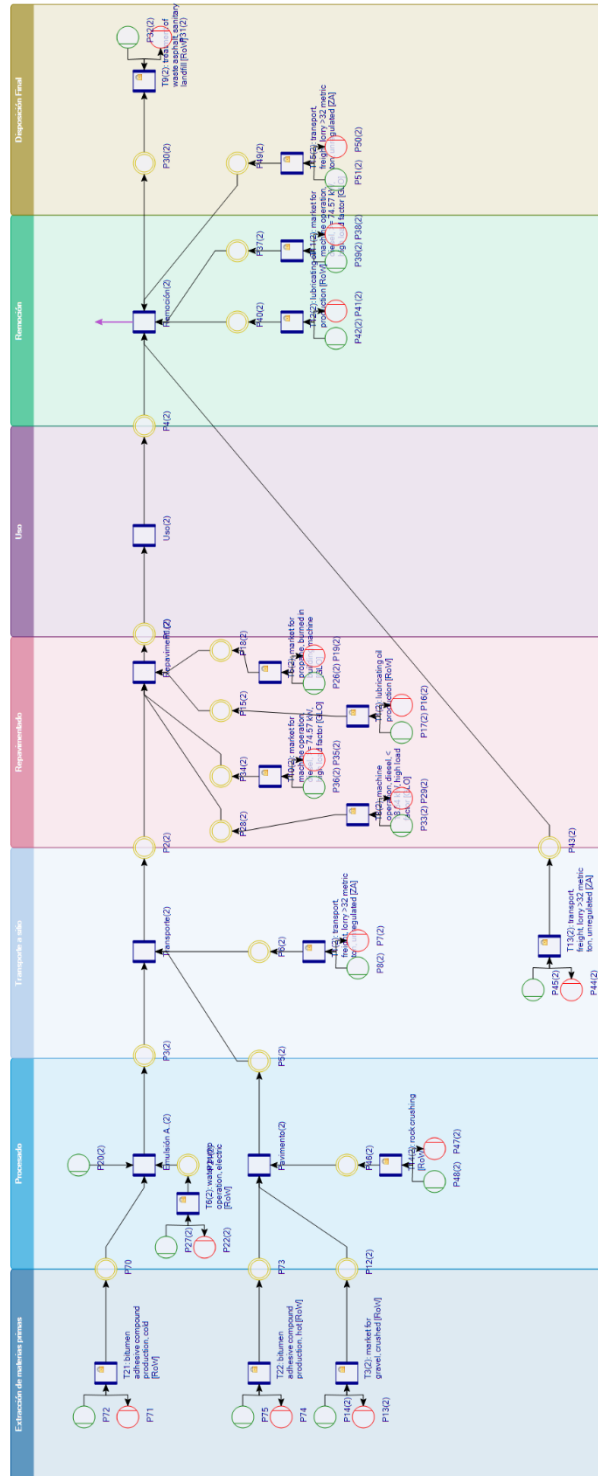 Extracción de materias primas
Procesado
Transporte a sitio
Repavimentado
Uso
Remoción
Disposición Final
P72
P71
T21: bitumen
adhesive compound
production, cold
[RoW]
P70
P20(2)
Emulsión A. (2)
P27(2)
P22(2)
operation, electric
[RoW]
P3(2)
Transporte(2)
P2(2)
P4(2)
Uso(2)
Remoción(2)
P30(2)
T9(2): treatment of
waste asphalt, sanitary
landfill [RoW]
P32(2)
P31(2)
P75
P74
T22: bitumen
adhesive compound
production, hot [RoW]
P73
Pavimento(2)
P5(2)
P14(2)
P13(2)
T3(2): market for
gravel, crushed [RoW]
P12(2)
P46(2)
rock crushing
[RoW]
P48(2)
P47(2)
P6(2)
transport,
freight, lorry >32 metric
P8(2)
P7(2)
P18(2)
P15(2)
P34(2)
P28(2)
P26(2)
P19(2)
lubricating oil
production [RoW]
P17(2)
P16(2)
P36(2)
P35(2)
P33(2)
P29(2)
P40(2)
P37(2)
P49(2)
P42(2)
P41(2)
P39(2)
P38(2)
P51(2)
P50(2)
P45(2)
P44(2)
T13(2): transport,
freight, lorry >32 metric
ton, unregulated [ZA]
P43(2)